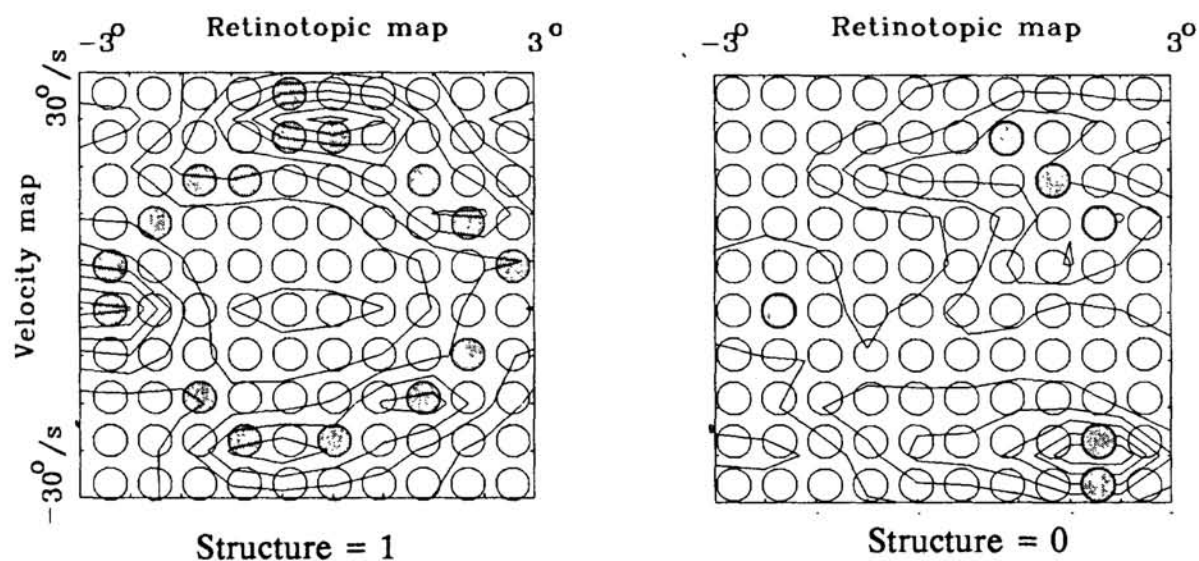 Retinotopic map
−3° 3°
30°/s
Velocity map
−30°/s
Structure = 1
Retinotopic map
−3° 3°
Structure = 0